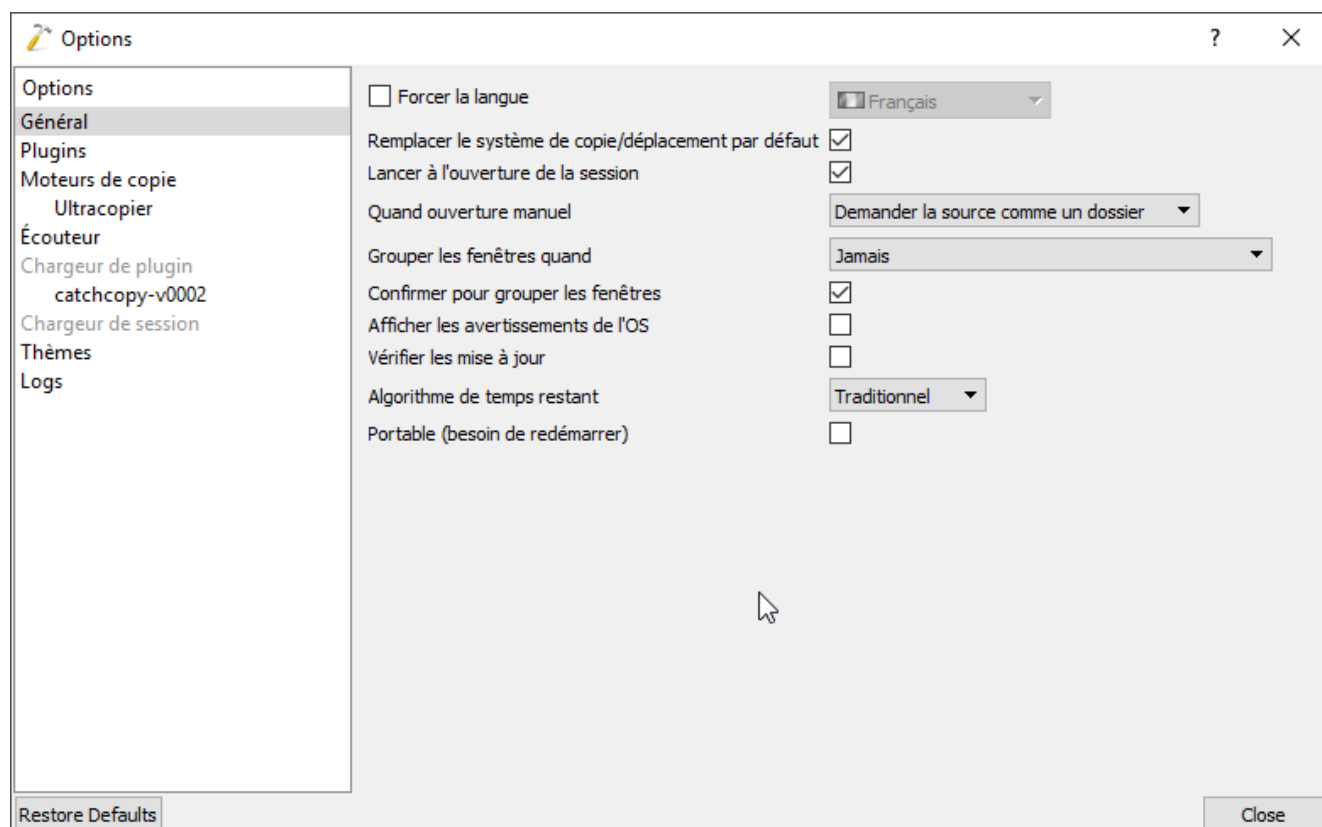 Options
?
Options
Général
Plugins
Moteurs de copie
Ultracopier
Écouteur
Chargeur de plugin
catchcopy-v0002
Chargeur de session
Thèmes
Logs
Forcer la langue
Français
Remplacer le système de copie/déplacement par défaut
Lancer à l'ouverture de la session
Quand ouverture manuel
Demander la source comme un dossier
Grouper les fenêtres quand
Jamais
Confirmer pour grouper les fenêtres
Afficher les avertissements de l'OS
Vérifier les mise à jour
Algorithme de temps restant
Traditionnel
Portable (besoin de redémarrer)
Restore Defaults
Close